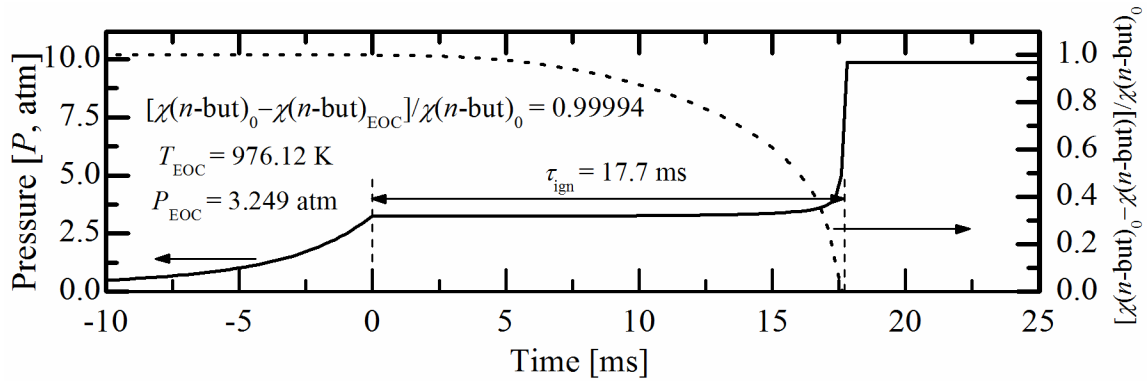 Pressure [P, atm]
10.0
7.5
5.0
2.5
0.0
[χ(n-but)₀−χ(n-but)EOC]/χ(n-but)₀ = 0.99994
TEOC = 976.12 K
PEOC = 3.249 atm
τign = 17.7 ms
1.0
0.8
0.6
0.4
0.2
0.0
[χ(n-but)₀−χ(n-but)]/χ(n-but)₀
-10 -5 0 5 10 15 20 25
Time [ms]